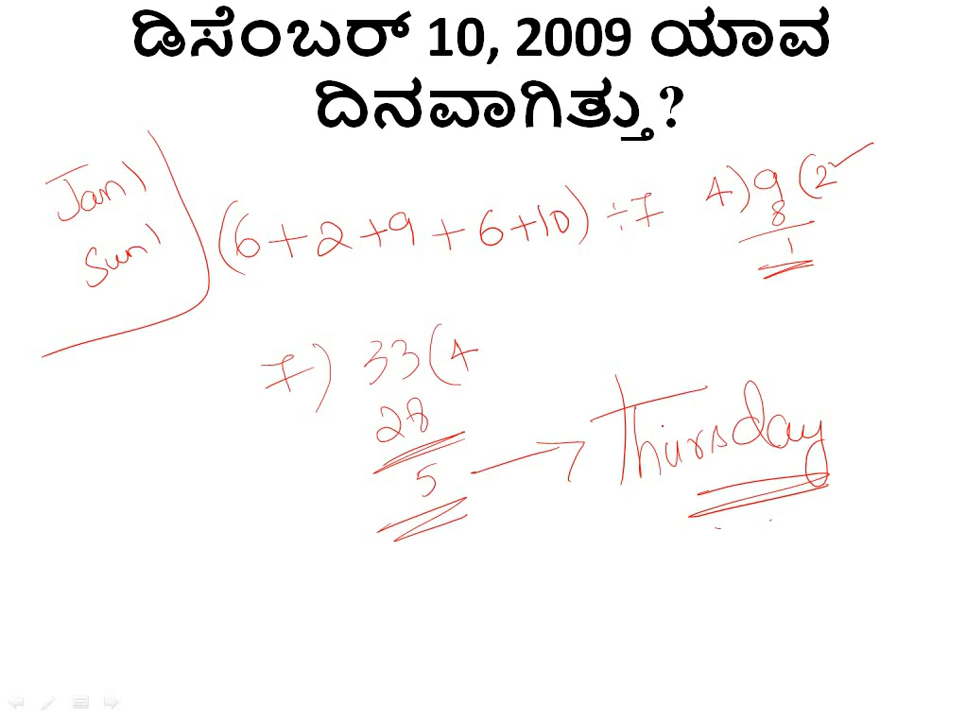 ಡಿಸೆಂಬರ್ 10, 2009 ಯಾವ
ದಿನವಾಗಿತ್ತು ?
Jan 1
Sun 1
(6+2+9+6+10) ÷7
4) 9 (2
8
1
7) 33 (4
28
5 → Thursday